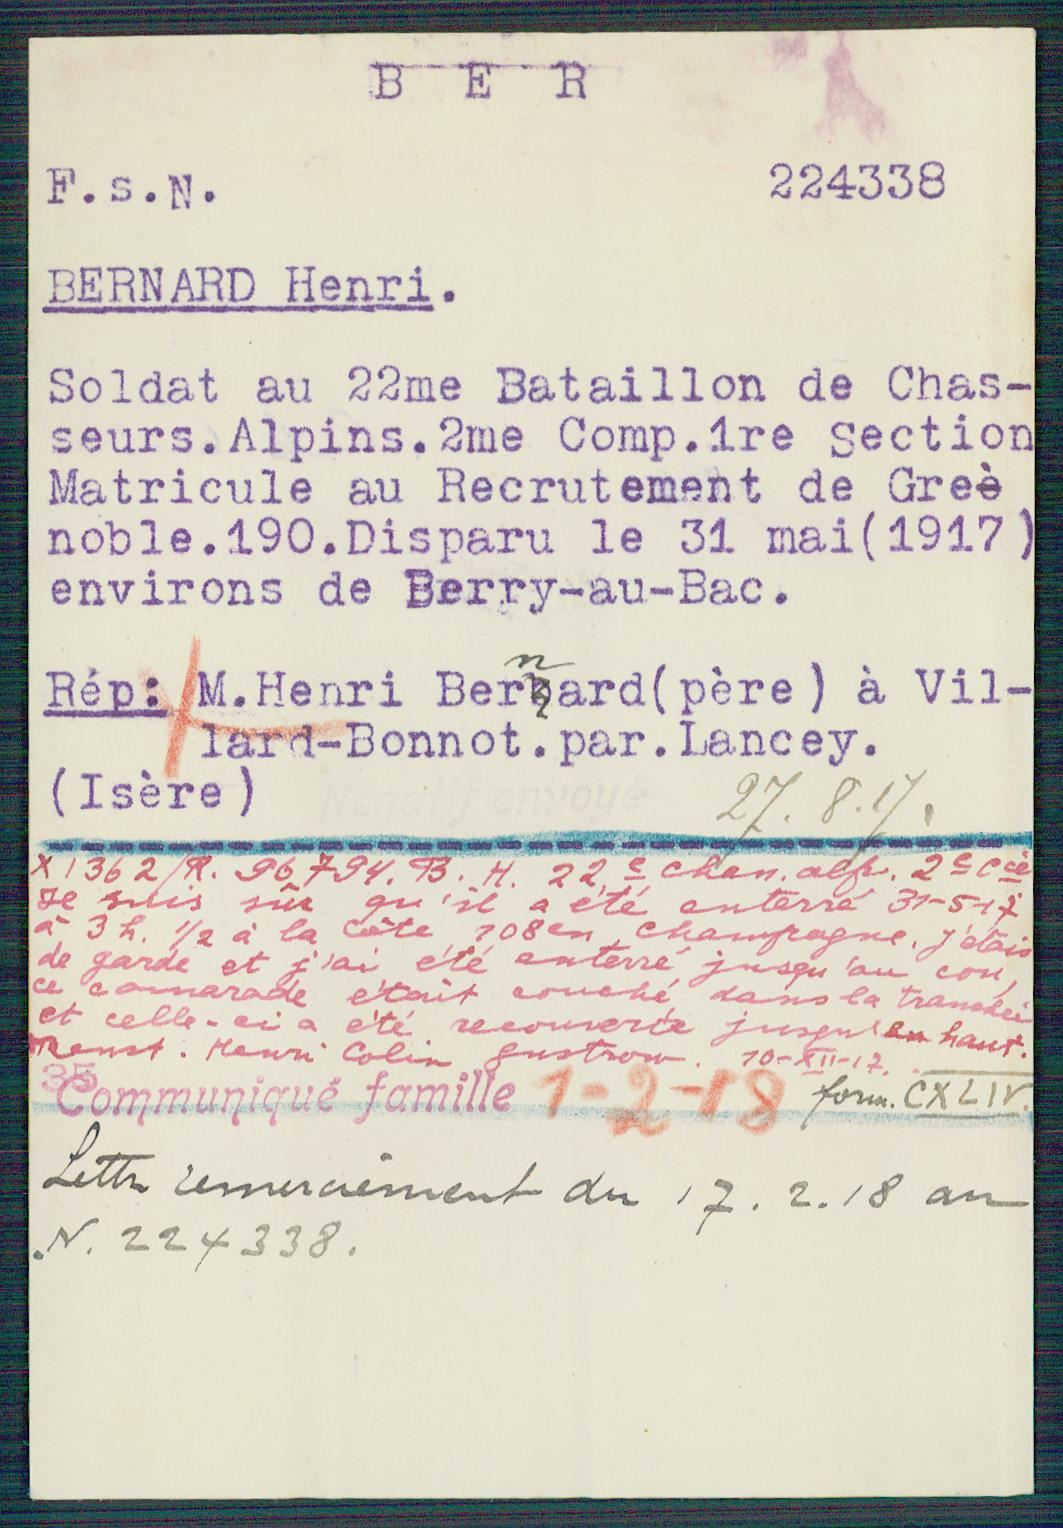 B E R
F.s.N. 224338
BERNARD Henri.
Soldat au 22me Bataillon de Chas-
seurs.Alpins.2me Comp.1re Section
Matricule au Recrutement de Greè
noble.190.Disparu le 31 mai(1917)
environs de Berry-au-Bac.
n
Rép: M.Henri Bernard(père) à Vil-
lard-Bonnot.par.Lancey.
(Isère)
Négatif envoyé
27. 8.17.
X 1362/R. 96794. B. H. 22e chas. alp. 2e Cie
Je suis sûr qu'il a été enterré 31-5-17
à 3 h. 1/2 à la côte 108 en Champagne. j'étais
de garde et j'ai été enterré jusqu'au cou,
ce camarade était couché dans la tranchée
et celle-ci a été recouverte jusqu'en haut.
Renst. Henri Colin Gustrow. 10-XII-17.
35
Communiqué famille 1-2-18 form. CXLIV.
Lettre remerciement du 17.2.18 au
N. 224338.